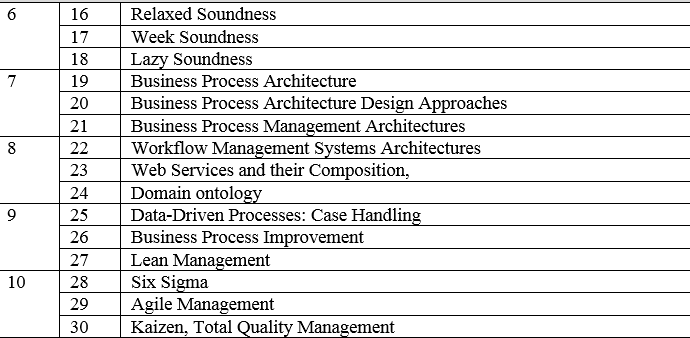 6 16 Relaxed Soundness
17 Week Soundness
18 Lazy Soundness
7 19 Business Process Architecture
20 Business Process Architecture Design Approaches
21 Business Process Management Architectures
8 22 Workflow Management Systems Architectures
23 Web Services and their Composition,
24 Domain ontology
9 25 Data-Driven Processes: Case Handling
26 Business Process Improvement
27 Lean Management
10 28 Six Sigma
29 Agile Management
30 Kaizen, Total Quality Management